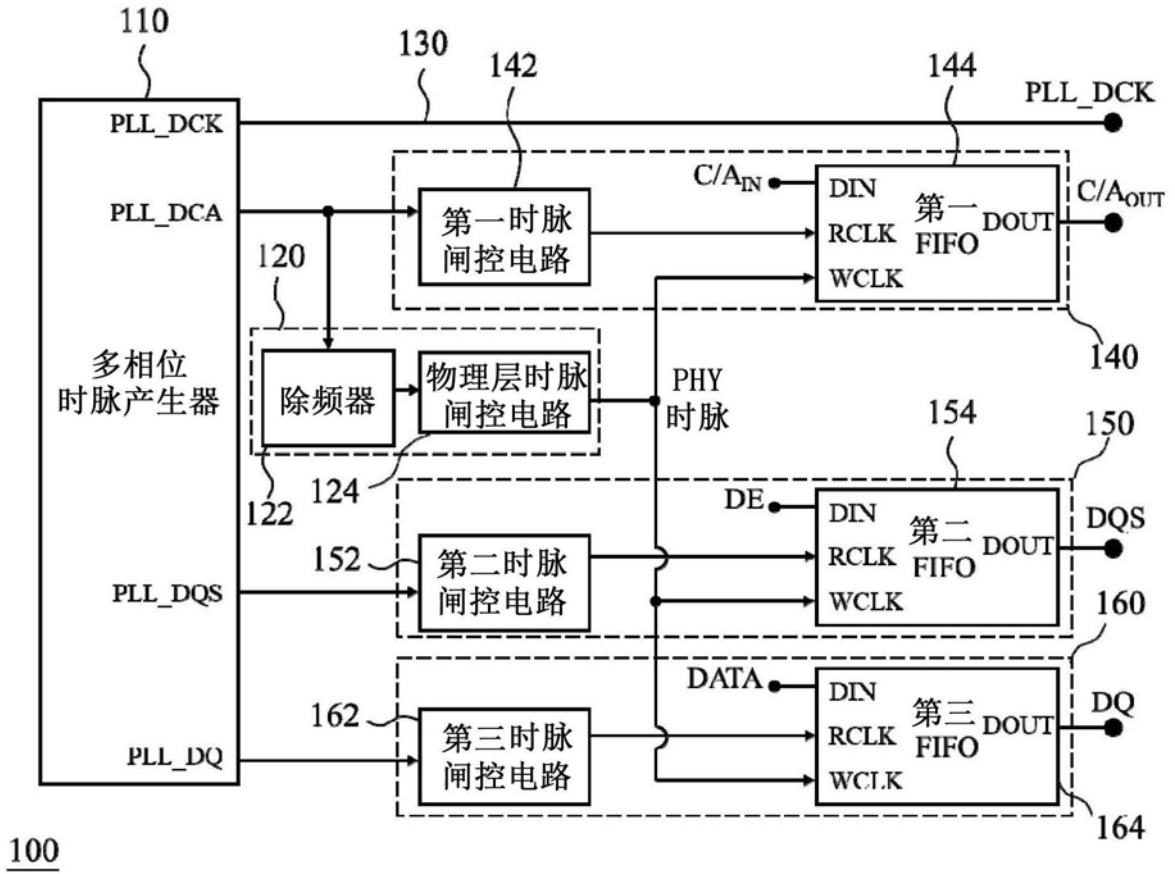 110
130
142
144
PLL_DCK
PLL_DCK
C/AIN
DIN
C/AOUT
PLL_DCA
第一时脉
闸控电路
第一
FIFO
DOUT
RCLK
WCLK
120
140
多相位
时脉产生器
除频器
物理层时脉
闸控电路
PHY
时脉
122
124
154
150
DE
DIN
DQS
152
第二时脉
闸控电路
第二
FIFO
DOUT
RCLK
PLL_DQS
WCLK
160
DATA
DIN
DQ
162
第三时脉
闸控电路
第三
FIFO
DOUT
RCLK
PLL_DQ
WCLK
164
100